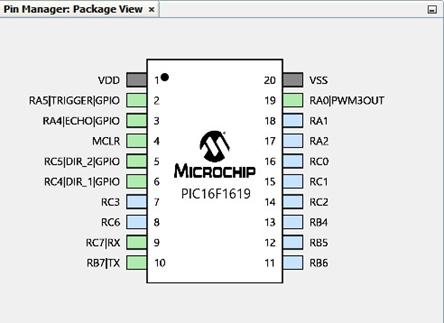 Pin Manager: Package View ×
VDD 1 20 VSS
RA5|TRIGGER|GPIO 2 19 RA0|PWM3OUT
RA4|ECHO|GPIO 3 18 RA1
MCLR 4 17 RA2
RC5|DIR_2|GPIO 5 16 RC0
RC4|DIR_1|GPIO 6 15 RC1
RC3 7 14 RC2
RC6 8 13 RB4
RC7|RX 9 12 RB5
RB7|TX 10 11 RB6
MICROCHIP
PIC16F1619